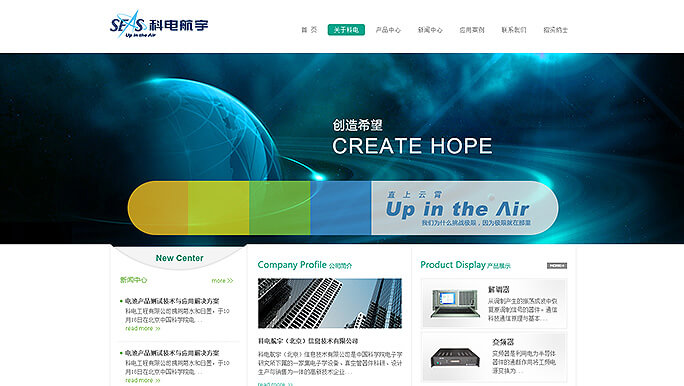 SEAS 科电航宇
Up in the Air
首 页 关于科电 产品中心 新闻中心 应用案例 联系我们 招贤纳士
创造希望
CREATE HOPE
直上云霄
Up in the Air
我们为什么挑战极限，因为极限就在那里
New Center
新闻中心 more >>
电池产品测试技术与应用解决方案
科电工程有限公司携附菊水和日置，于10
月16日在北京中国科学院电. . .
read more >>
电池产品测试技术与应用解决方案
科电工程有限公司携附菊水和日置，于10
月16日在北京中国科学院电. . .
read more >>
Company Profile 公司简介
科电航宇（北京）信息技术有限公司
科电航宇（北京）信息技术有限公司是中国科学院电子学
研究所下属的一家集电子学设备、真空管器件科研、设计
生产与销售为一体的高新技术企业...
read more >>
Product Display 产品展示
MORE
解调器
从调制产生的振荡或波中恢
复原调制信号的器件。通信
科技通信原理与基本. . .
变频器
变频器是利用电力半导体
器件的通断作用将工频电
源变换为. . .